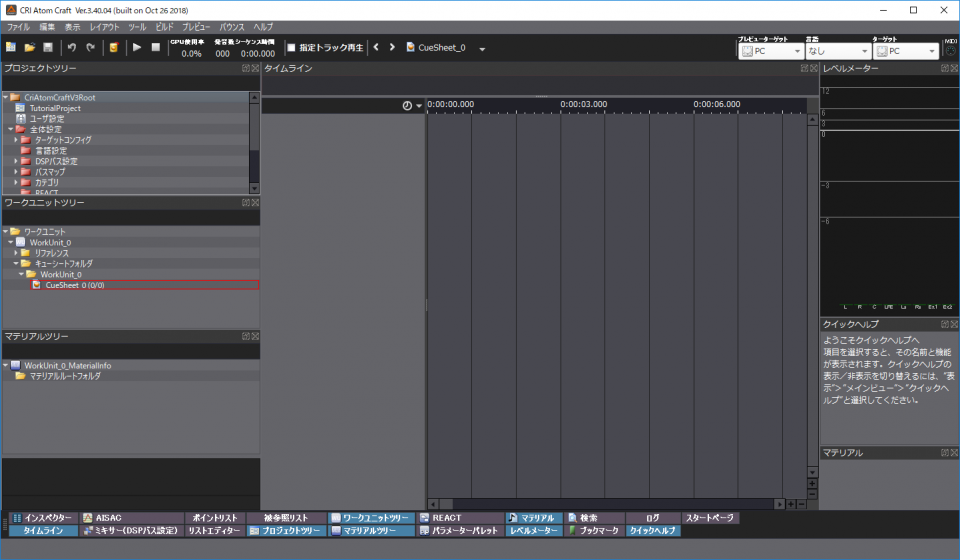 CRI Atom Craft Ver.3.40.04 (built on Oct 26 2018)
ファイル 編集 表示 レイアウト ツール ビルド プレビュー バウンス ヘルプ
CPU使用率 発音数 シーケンス時間
0.0% 000 0:00.000
指定トラック再生
CueSheet_0
プレビューターゲット 言語 ターゲット MIDI
PC なし PC
プロジェクトツリー
タイムライン
レベルメーター
CriAtomCraftV3Root
TutorialProject
ユーザ設定
全体設定
ターゲットコンフィグ
言語設定
DSPバス設定
バスマップ
カテゴリ
REACT
0:00:00.000 0:00:03.000 0:00:06.000
12
6
3
0
-3
-6
L R C LFE Ls Rs Ex1 Ex2
ワークユニットツリー
ワークユニット
WorkUnit_0
リファレンス
キューシートフォルダ
WorkUnit_0
CueSheet_0 (0/0)
マテリアルツリー
WorkUnit_0_MaterialInfo
マテリアルルートフォルダ
クイックヘルプ
ようこそクイックヘルプへ
項目を選択すると、その名前と機能
が表示されます。クイックヘルプの
表示/非表示を切り替えるには、"表
示">"メインビュー">"クイックヘ
ルプ"と選択してください。
マテリアル
インスペクター AISAC ポイントリスト 被参照リスト ワークユニットツリー REACT マテリアル 検索 ログ スタートページ
タイムライン ミキサー(DSPバス設定) リストエディター プロジェクトツリー マテリアルツリー パラメーターパレット レベルメーター ブックマーク クイックヘルプ